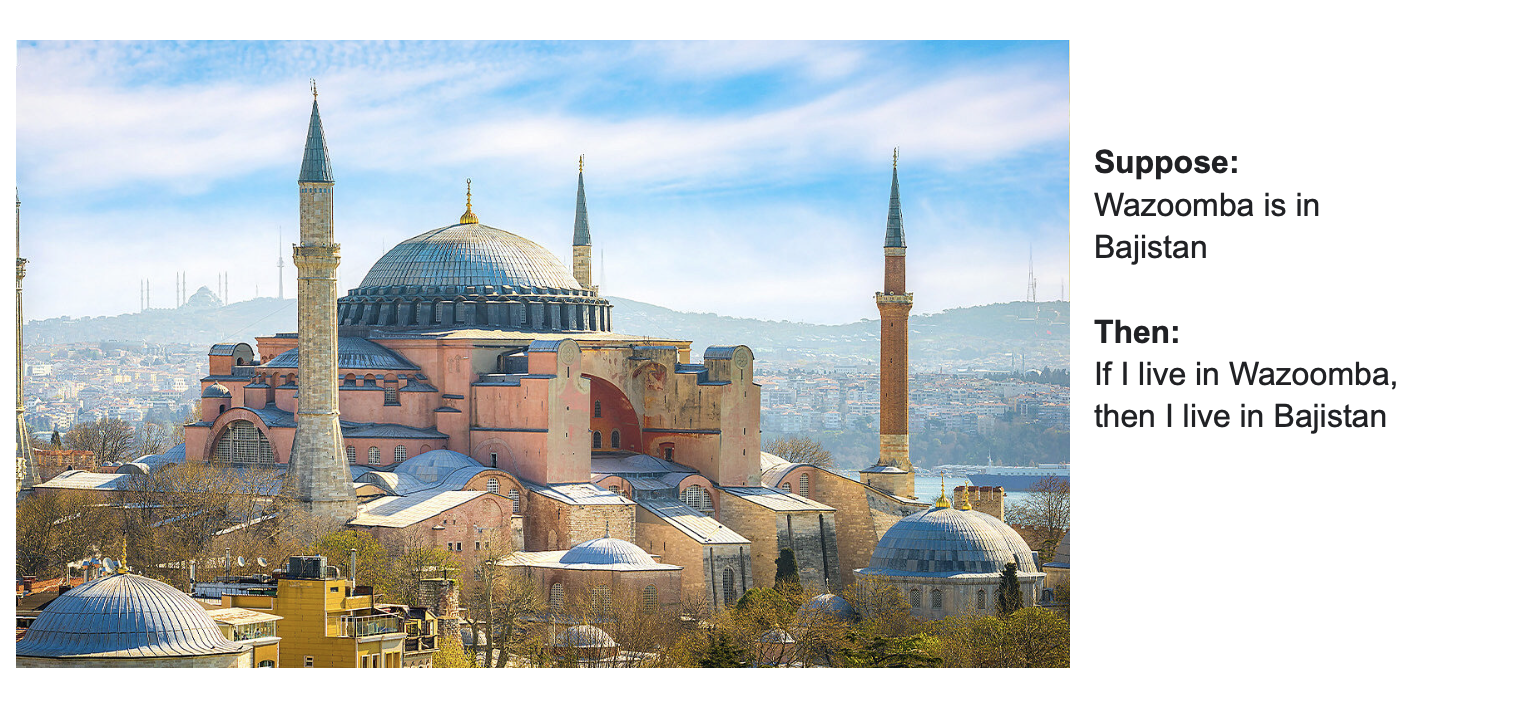 Suppose:
Wazoomba is in
Bajistan
Then:
If I live in Wazoomba,
then I live in Bajistan